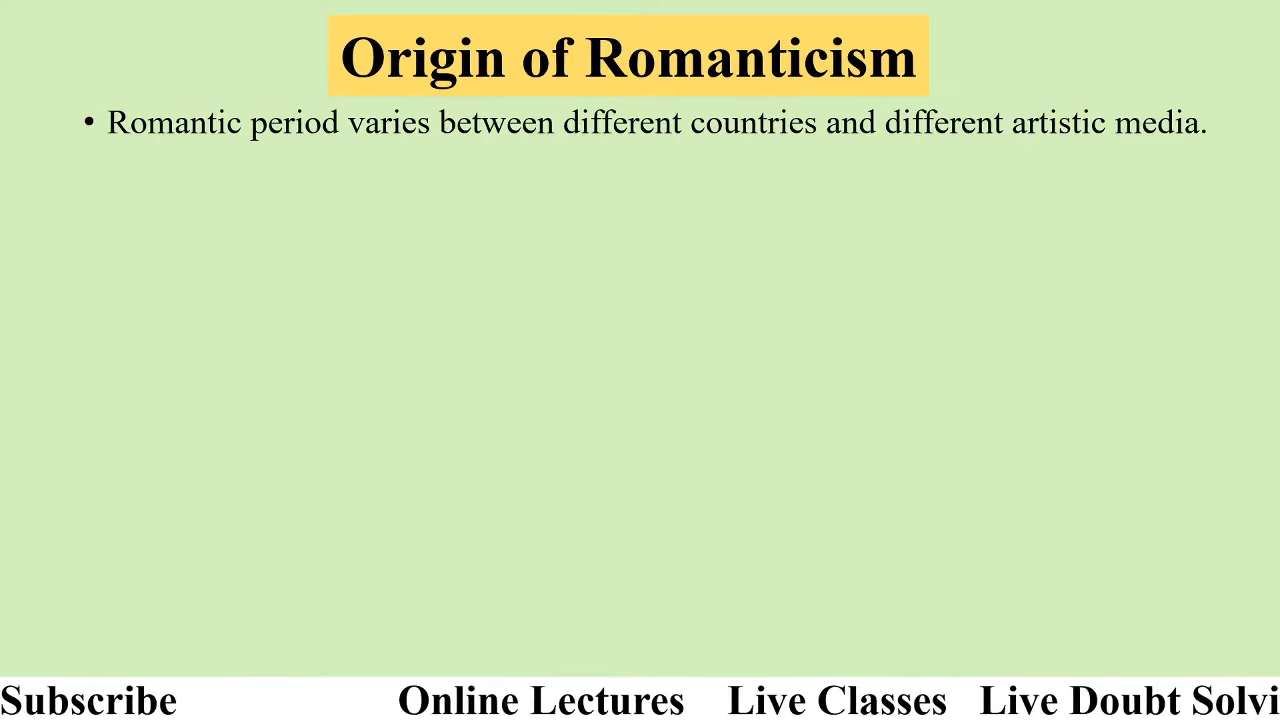 Origin of Romanticism
• Romantic period varies between different countries and different artistic media.
Subscribe Online Lectures Live Classes Live Doubt Solvi